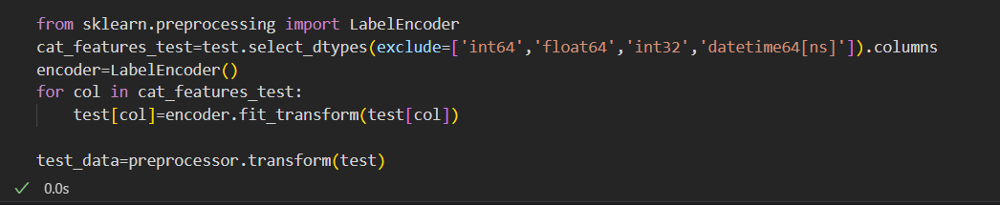 from sklearn.preprocessing import LabelEncoder
cat_features_test=test.select_dtypes(exclude=['int64','float64','int32','datetime64[ns]']).columns
encoder=LabelEncoder()
for col in cat_features_test:
    test[col]=encoder.fit_transform(test[col])

test_data=preprocessor.transform(test)
0.0s